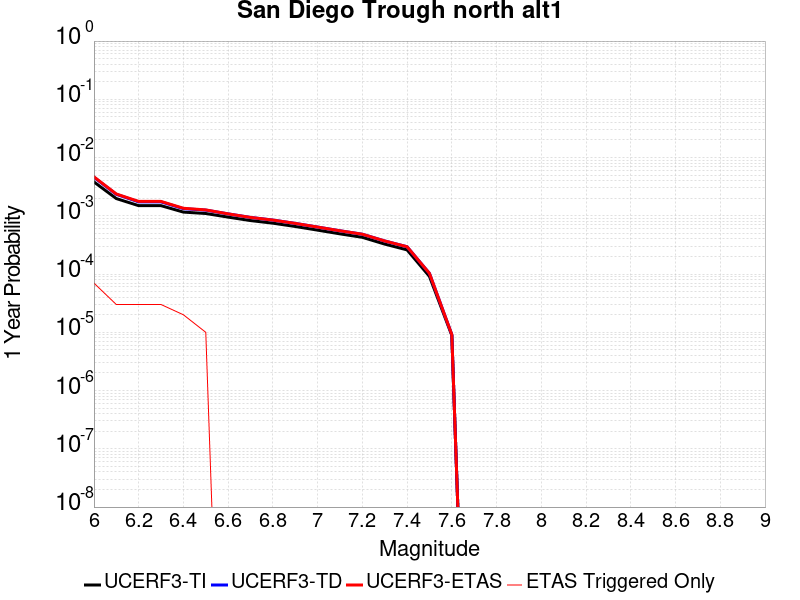 San Diego Trough north alt1
10^0
10^-1
10^-2
10^-3
10^-4
10^-5
10^-6
10^-7
10^-8
1 Year Probability
6 6.2 6.4 6.6 6.8 7 7.2 7.4 7.6 7.8 8 8.2 8.4 8.6 8.8 9
Magnitude
UCERF3-TI UCERF3-TD UCERF3-ETAS ETAS Triggered Only